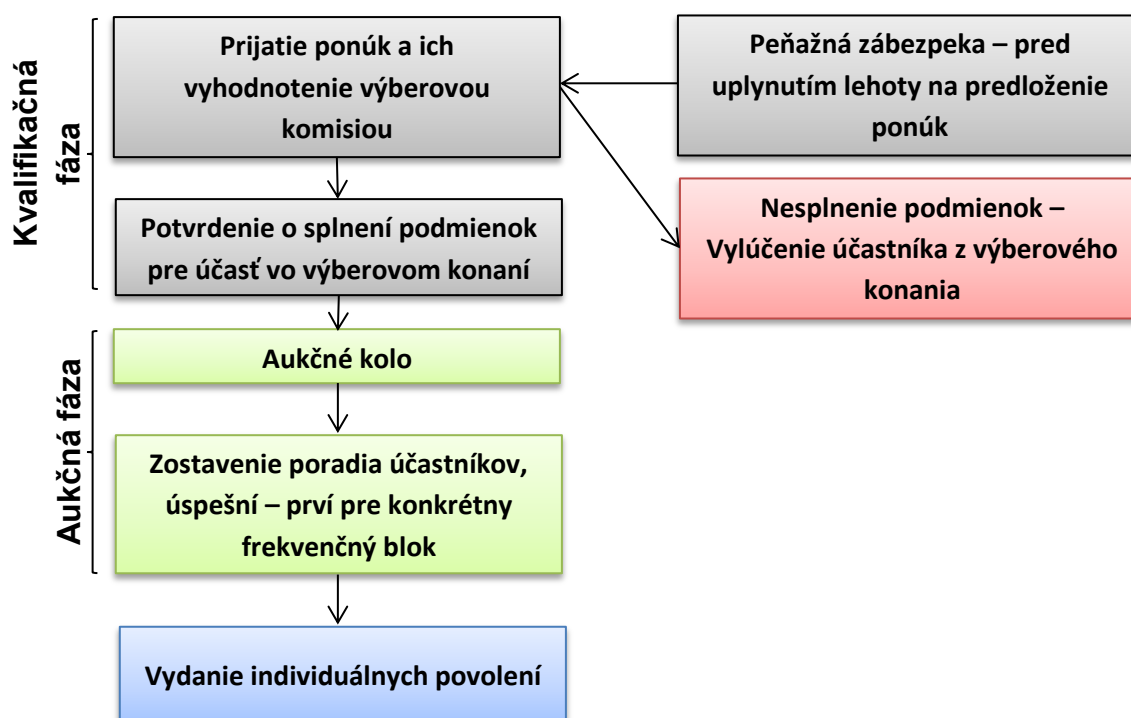 Kvalifikačná
fáza
Prijatie ponúk a ich
vyhodnotenie výberovou
komisiou
Peňažná zábezpeka – pred
uplynutím lehoty na predloženie
ponúk
Potvrdenie o splnení podmienok
pre účasť vo výberovom konaní
Nesplnenie podmienok –
Vylúčenie účastníka z výberového
konania
Aukčná fáza
Aukčné kolo
Zostavenie poradia účastníkov,
úspešní – prví pre konkrétny
frekvenčný blok
Vydanie individuálnych povolení